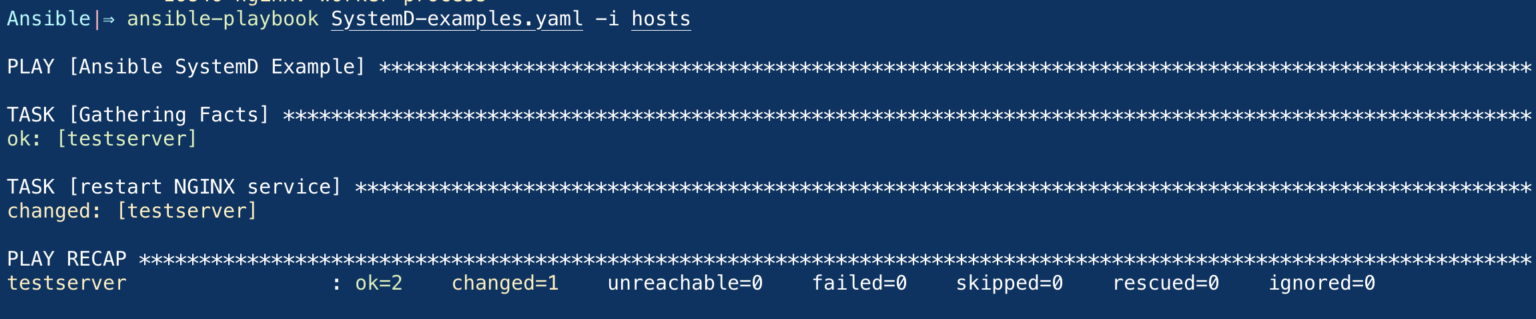 Ansible|⇒ ansible-playbook SystemD-examples.yaml -i hosts
PLAY [Ansible SystemD Example] ************************************************************************************************
TASK [Gathering Facts] ********************************************************************************************************
ok: [testserver]
TASK [restart NGINX service] **************************************************************************************************
changed: [testserver]
PLAY RECAP ********************************************************************************************************************
testserver                 : ok=2    changed=1    unreachable=0    failed=0    skipped=0    rescued=0    ignored=0